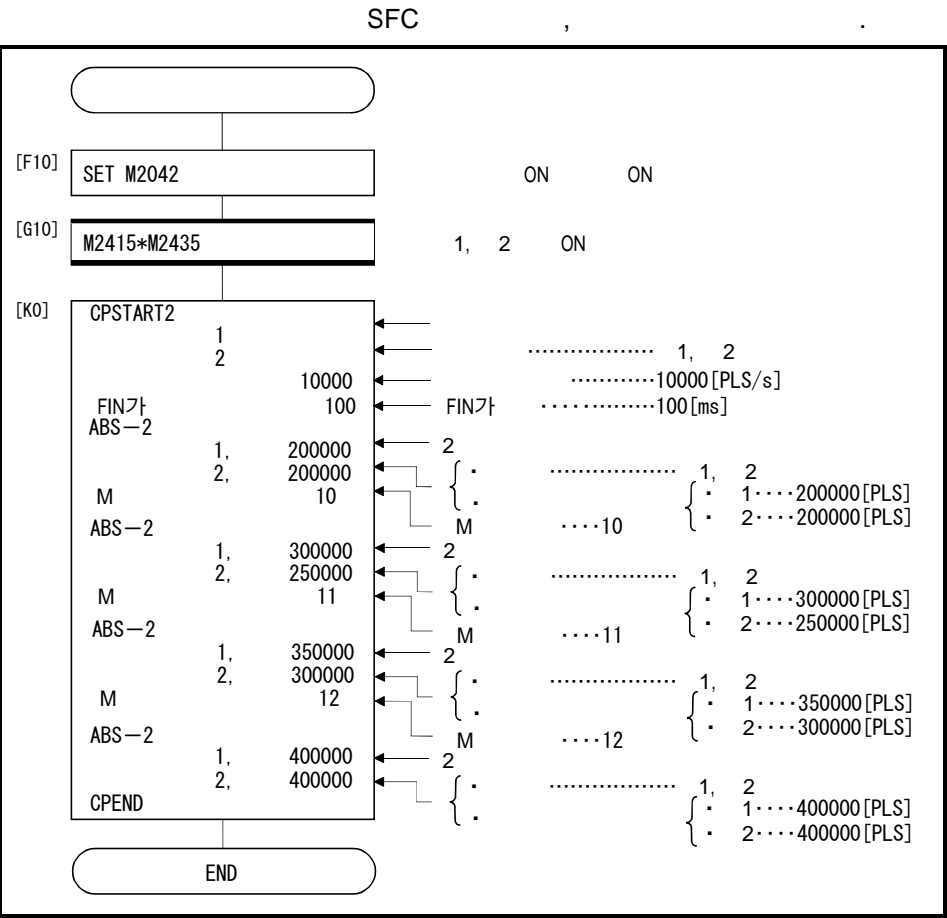 SFC , .
[F10] SET M2042 ON ON
[G10] M2415*M2435 1, 2 ON
[K0] CPSTART2
1
2 ·················· 1, 2
10000 ············10000[PLS/s]
FIN가 100 FIN가 ·············100[ms]
ABS-2
1, 200000 2
2, 200000 · ·················· 1, 2
M 10 · · 1····200000[PLS]
M ····10 · 2····200000[PLS]
ABS-2
1, 300000 2
2, 250000 · ·················· 1, 2
M 11 · · 1····300000[PLS]
M ····11 · 2····250000[PLS]
ABS-2
1, 350000 2
2, 300000 · ·················· 1, 2
M 12 · · 1····350000[PLS]
M ····12 · 2····300000[PLS]
ABS-2
1, 400000 2
2, 400000 · ·················· 1, 2
CPEND · · 1····400000[PLS]
· 2····400000[PLS]
END